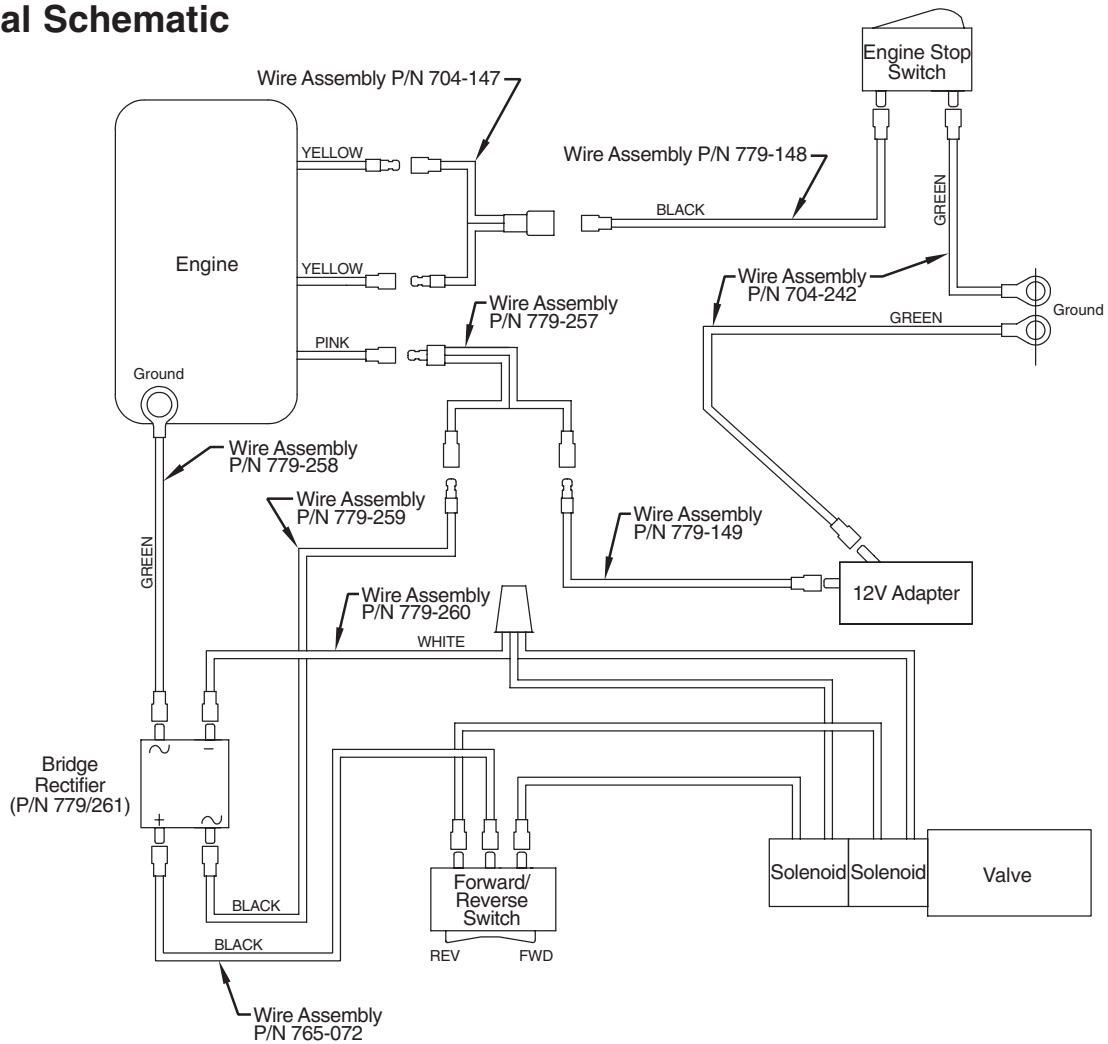 al Schematic
Engine Stop
Switch
Wire Assembly P/N 704-147
YELLOW
Wire Assembly P/N 779-148
BLACK
GREEN
Engine
YELLOW
Wire Assembly
P/N 704-242
Ground
GREEN
Wire Assembly
P/N 779-257
PINK
Ground
Wire Assembly
P/N 779-258
Wire Assembly
P/N 779-259
Wire Assembly
P/N 779-149
GREEN
12V Adapter
Wire Assembly
P/N 779-260
WHITE
Bridge
Rectifier
(P/N 779/261)
～ −
+ ～
Solenoid
Solenoid
Valve
Forward/
Reverse
Switch
BLACK
BLACK
REV FWD
Wire Assembly
P/N 765-072